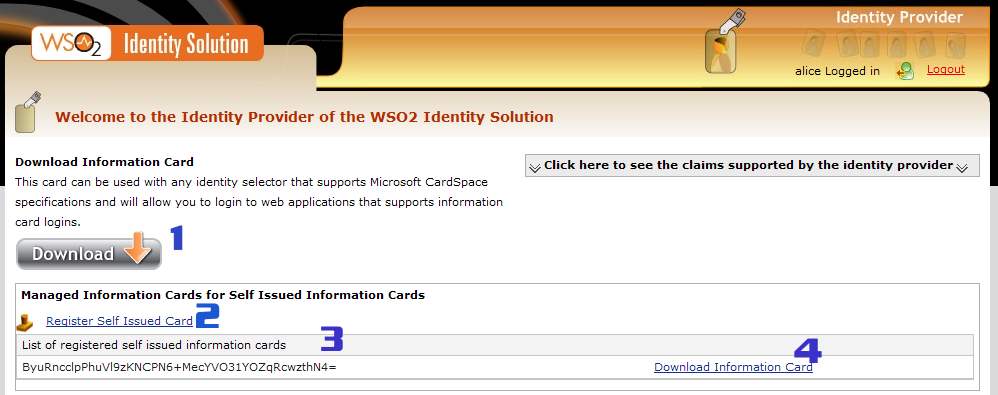 Identity Provider
WSO2 Identity Solution
alice Logged in Logout
Welcome to the Identity Provider of the WSO2 Identity Solution
Download Information Card
Click here to see the claims supported by the identity provider
This card can be used with any identity selector that supports Microsoft CardSpace
specifications and will allow you to login to web applications that supports information
card logins.
1
Download
Managed Information Cards for Self Issued Information Cards
Register Self Issued Card 2
List of registered self issued information cards 3
4
ByuRncclpPhuVl9zKNCPN6+MecYVO31YOZqRcwzthN4= Download Information Card